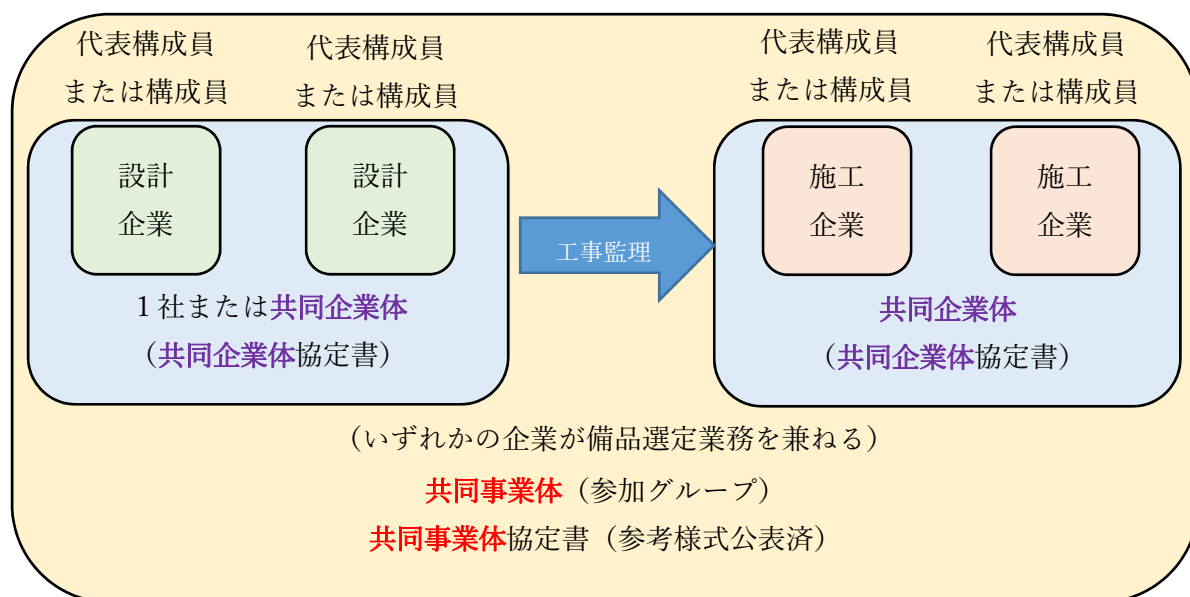 代表構成員
または構成員
代表構成員
または構成員
設計
企業
設計
企業
1 社または共同企業体
（共同企業体協定書）
工事監理
代表構成員
または構成員
代表構成員
または構成員
施工
企業
施工
企業
共同企業体
（共同企業体協定書）
（いずれかの企業が備品選定業務を兼ねる）
共同事業体（参加グループ）
共同事業体協定書（参考様式公表済）